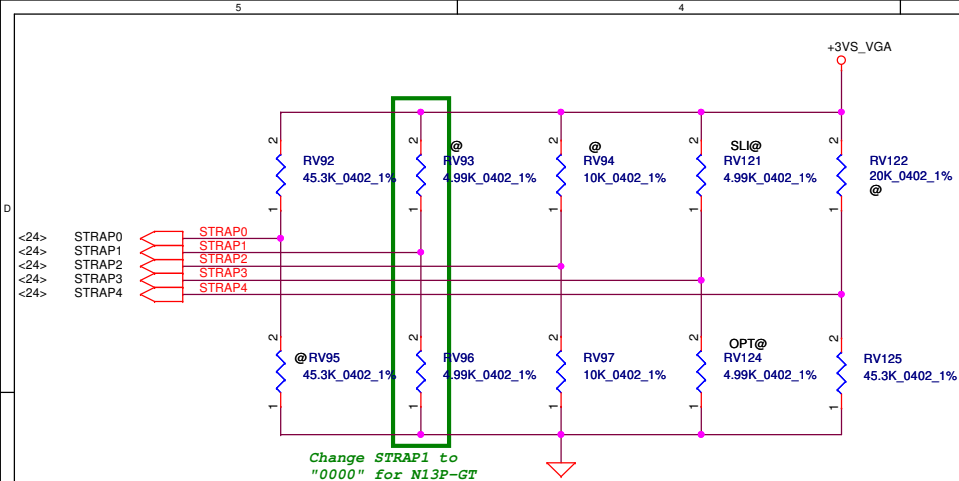 5 4
+3VS_VGA
@ @ SLI@
2 2 2 2 2
RV92 RV93 RV94 RV121 RV122
45.3K_0402_1% 4.99K_0402_1% 10K_0402_1% 4.99K_0402_1% 20K_0402_1%
@
1 1 1 1 1
D
<24> STRAP0 STRAP0
<24> STRAP1 STRAP1
<24> STRAP2 STRAP2
<24> STRAP3 STRAP3
<24> STRAP4 STRAP4
2 2 2 2 2
OPT@
@ RV95 RV96 RV97 RV124 RV125
45.3K_0402_1% 4.99K_0402_1% 10K_0402_1% 4.99K_0402_1% 45.3K_0402_1%
1 1 1 1 1
Change STRAP1 to
"0000" for N13P-GT